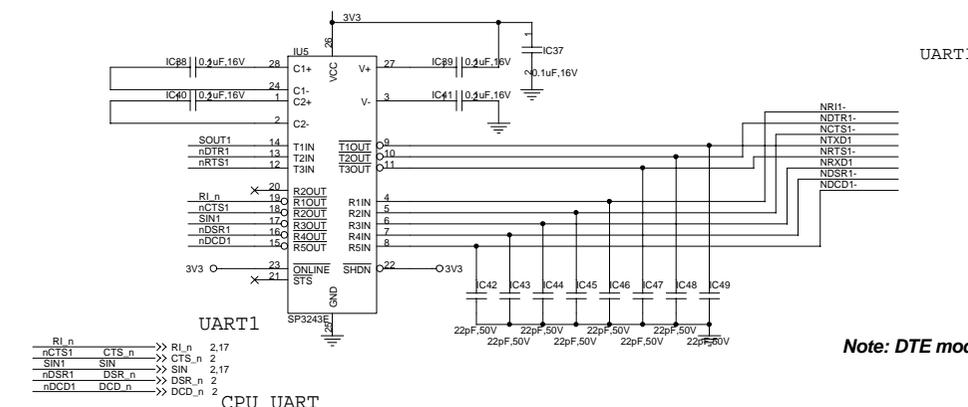 3V3
IU5
26
VCC
1
IC37
2
0.1uF,16V
UART1
IC38 0.1uF,16V
28 C1+
V+ 27
IC39 0.1uF,16V
24 C1-
IC40 0.1uF,16V
1 C2+
V- 3
IC41 0.1uF,16V
2 C2-
NRI1-
NDTR1-
NCTS1-
NTXD1
NRTS1-
NRXD1
NDSR1-
NDCD1-
SOUT1 14 T1IN T1OUT 9
nDTR1 13 T2IN T2OUT 10
nRTS1 12 T3IN T3OUT 11
20 R2OUT
RI_n 19 R1OUT R1IN 4
nCTS1 18 R2OUT R2IN 5
SIN1 17 R3OUT R3IN 6
nDSR1 16 R4OUT R4IN 7
nDCD1 15 R5OUT R5IN 8
3V3 23 ONLINE SHDN 22 3V3
21 STS
GND
IC42 IC43 IC44 IC45 IC46 IC47 IC48 IC49
SP3243E
25
UART1
22pF,50V 22pF,50V 22pF,50V 22pF,50V
22pF,50V 22pF,50V 22pF,50V 22pF,50V
RI_n RI_n 2,17
nCTS1 CTS_n CTS_n 2
SIN1 SIN SIN 2,17
nDSR1 DSR_n DSR_n 2
nDCD1 DCD_n DCD_n 2
CPU UART
Note: DTE mod